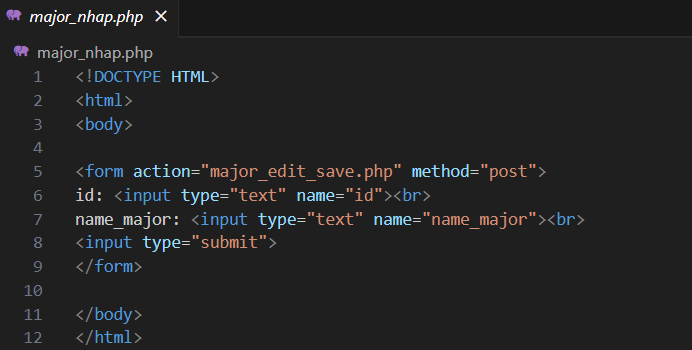 major_nhap.php ×
major_nhap.php
1 <!DOCTYPE HTML>
2 <html>
3 <body>
4
5 <form action="major_edit_save.php" method="post">
6 id: <input type="text" name="id"><br>
7 name_major: <input type="text" name="name_major"><br>
8 <input type="submit">
9 </form>
10
11 </body>
12 </html>